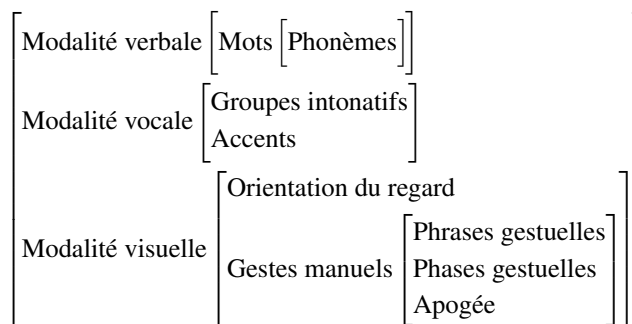 Modalité verbale [Mots [Phonèmes]]
Modalité vocale [Groupes intonatifs
Accents]
Modalité visuelle [Orientation du regard
Gestes manuels [Phrases gestuelles
Phases gestuelles
Apogée]]